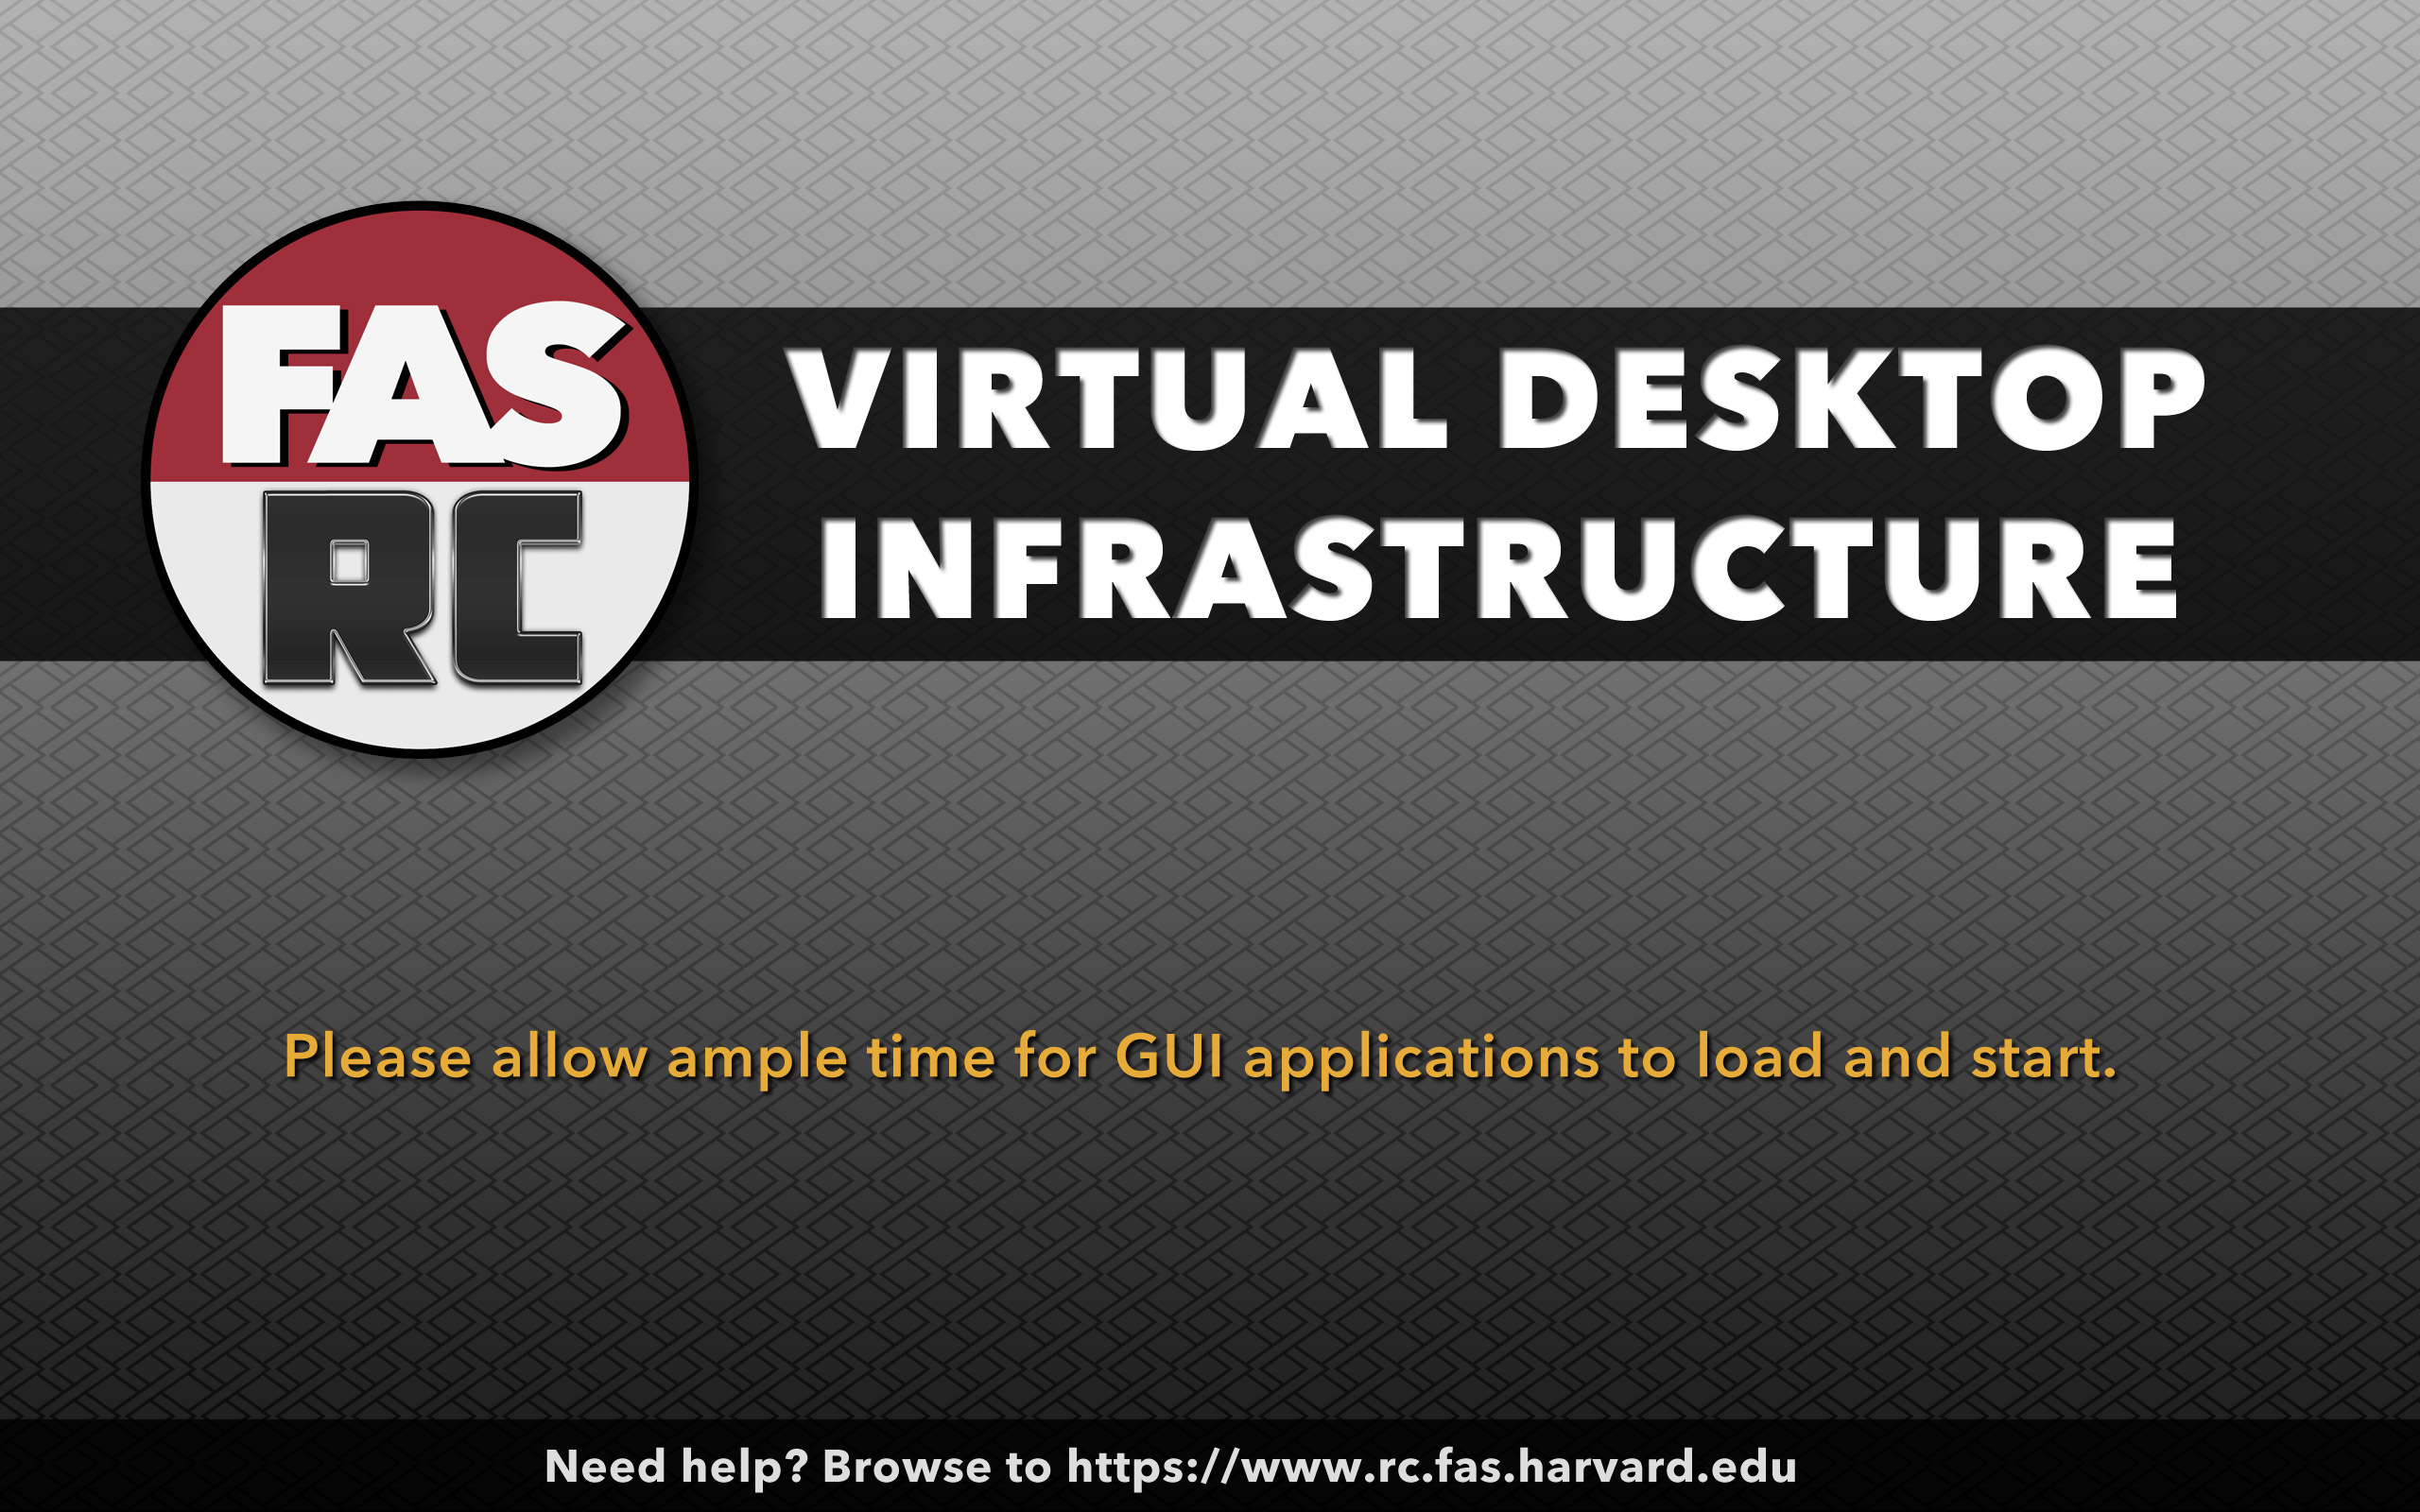 FAS
RC
VIRTUAL DESKTOP
INFRASTRUCTURE
Please allow ample time for GUI applications to load and start.
Need help? Browse to https://www.rc.fas.harvard.edu